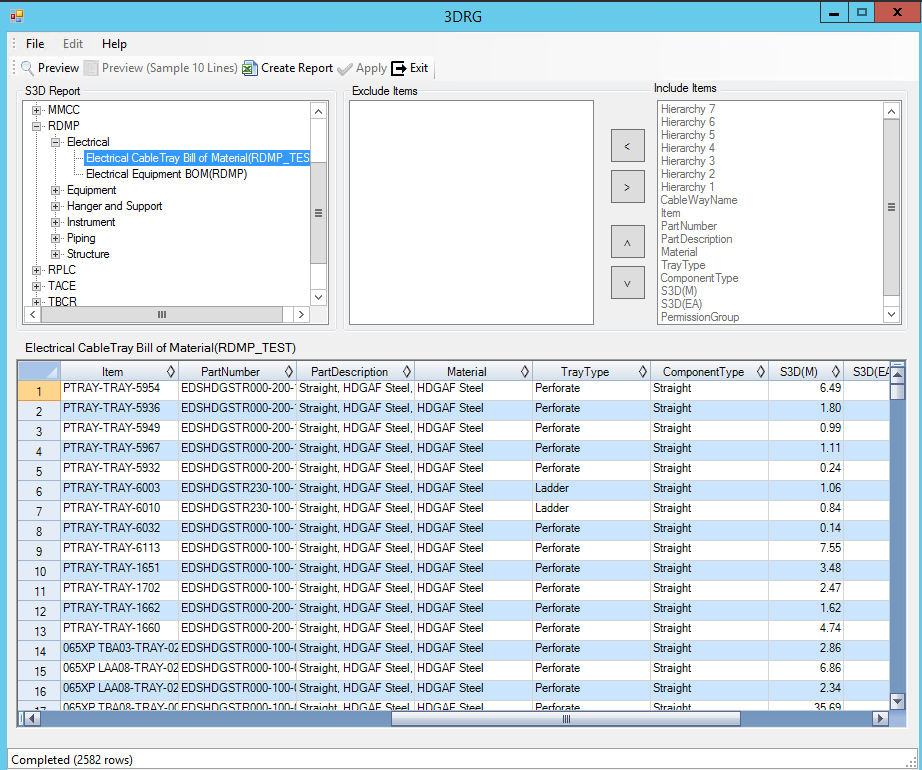 3DRG
File Edit Help
Preview Preview (Sample 10 Lines) Create Report Apply Exit
S3D Report
MMCC
RDMP
Electrical
Electrical CableTray Bill of Material(RDMP_TES
Electrical Equipment BOM(RDMP)
Equipment
Hanger and Support
Instrument
Piping
Structure
RPLC
TACE
TBCR
Exclude Items
< 
>
^
v
Include Items
Hierarchy 7
Hierarchy 6
Hierarchy 5
Hierarchy 4
Hierarchy 3
Hierarchy 2
Hierarchy 1
CableWayName
Item
PartNumber
PartDescription
Material
TrayType
ComponentType
S3D(M)
S3D(EA)
PermissionGroup
Electrical CableTray Bill of Material(RDMP_TEST)
Item PartNumber PartDescription Material TrayType ComponentType S3D(M) S3D(EA
1 PTRAY-TRAY-5954 EDSHDGSTR000-200- Straight, HDGAF Steel, HDGAF Steel Perforate Straight 6.49
2 PTRAY-TRAY-5936 EDSHDGSTR000-200- Straight, HDGAF Steel, HDGAF Steel Perforate Straight 1.80
3 PTRAY-TRAY-5949 EDSHDGSTR000-200- Straight, HDGAF Steel, HDGAF Steel Perforate Straight 0.99
4 PTRAY-TRAY-5967 EDSHDGSTR000-200- Straight, HDGAF Steel, HDGAF Steel Perforate Straight 1.11
5 PTRAY-TRAY-5932 EDSHDGSTR000-200- Straight, HDGAF Steel, HDGAF Steel Perforate Straight 0.24
6 PTRAY-TRAY-6003 EDSHDGSTR230-100- Straight, HDGAF Steel, HDGAF Steel Ladder Straight 1.06
7 PTRAY-TRAY-6010 EDSHDGSTR230-100- Straight, HDGAF Steel, HDGAF Steel Ladder Straight 0.84
8 PTRAY-TRAY-6032 EDSHDGSTR000-100- Straight, HDGAF Steel, HDGAF Steel Perforate Straight 0.14
9 PTRAY-TRAY-6113 EDSHDGSTR000-100- Straight, HDGAF Steel, HDGAF Steel Perforate Straight 7.55
10 PTRAY-TRAY-1651 EDSHDGSTR000-100- Straight, HDGAF Steel, HDGAF Steel Perforate Straight 3.48
11 PTRAY-TRAY-1702 EDSHDGSTR000-100- Straight, HDGAF Steel, HDGAF Steel Perforate Straight 2.47
12 PTRAY-TRAY-1662 EDSHDGSTR000-200- Straight, HDGAF Steel, HDGAF Steel Perforate Straight 1.62
13 PTRAY-TRAY-1660 EDSHDGSTR000-200- Straight, HDGAF Steel, HDGAF Steel Perforate Straight 4.74
14 065XP TBA03-TRAY-02 EDSHDGSTR000-100-0 Straight, HDGAF Steel, HDGAF Steel Perforate Straight 2.86
15 065XP LAA08-TRAY-02 EDSHDGSTR000-100-0 Straight, HDGAF Steel, HDGAF Steel Perforate Straight 6.86
16 065XP LAA08-TRAY-02 EDSHDGSTR000-100-0 Straight, HDGAF Steel, HDGAF Steel Perforate Straight 2.34
17 065XP TBA08-TRAY-00 EDSHDGSTR000-100-0 Straight, HDGAF Steel, HDGAF Steel Perforate Straight 35.69
Completed (2582 rows)